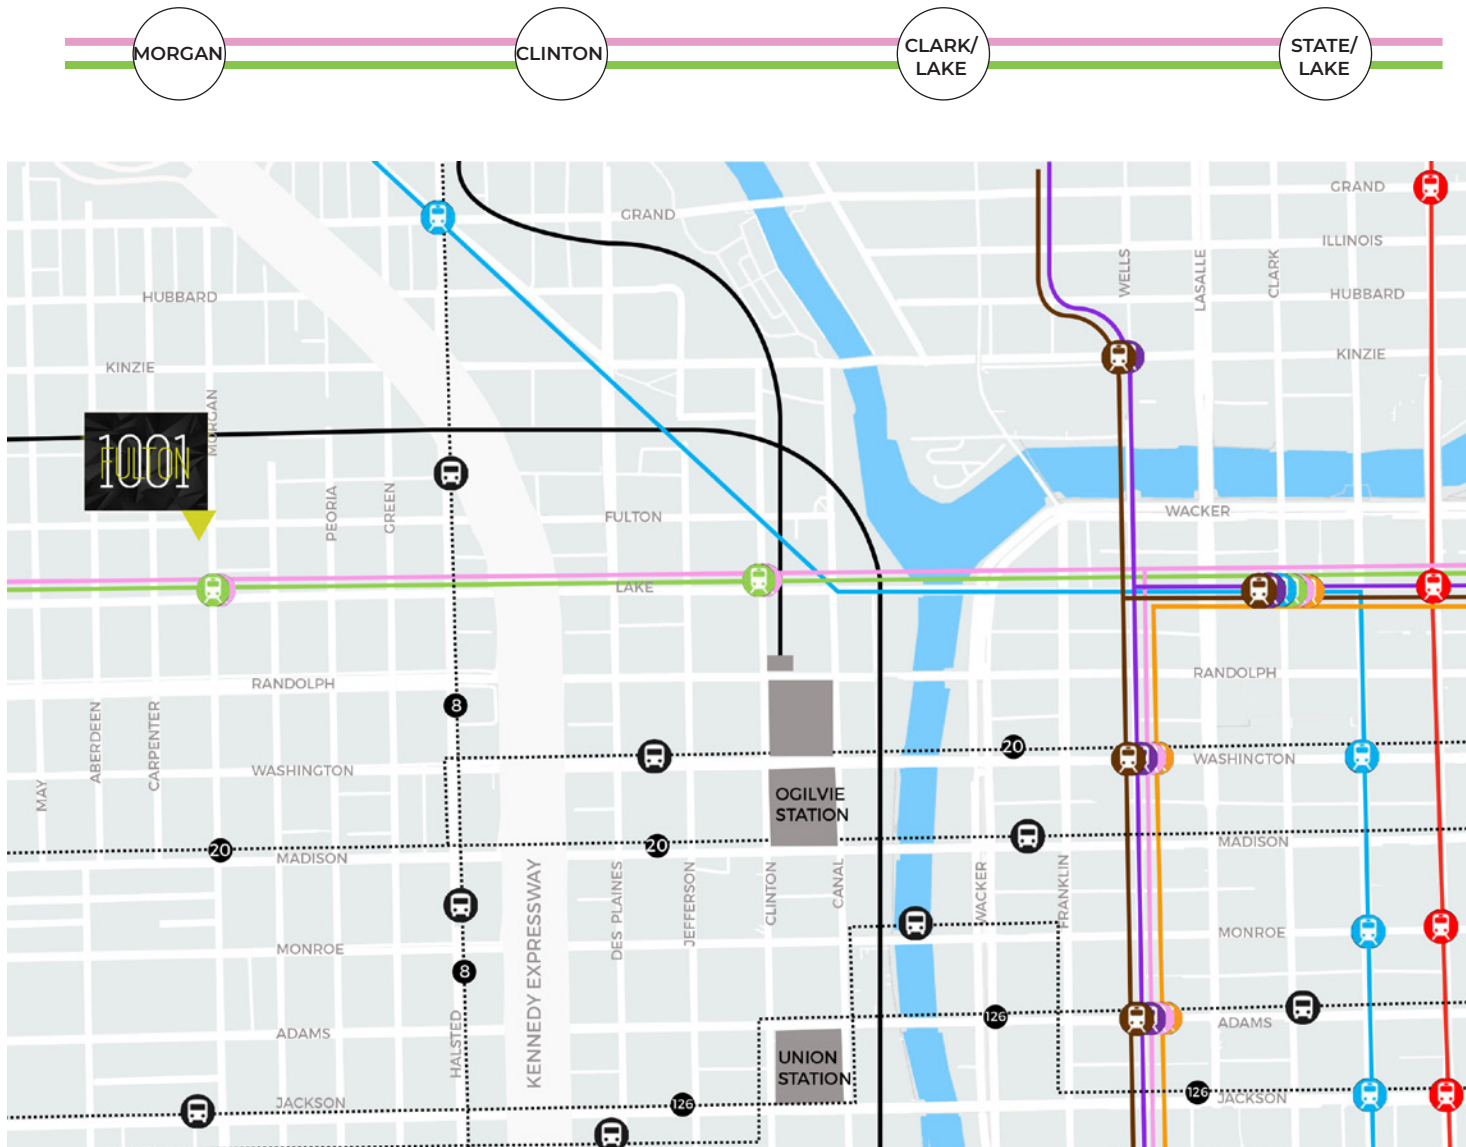 MORGAN
CLINTON
CLARK/
LAKE
STATE/
LAKE
GRAND
GRAND
ILLINOIS
WELLS
LASALLE
CLARK
HUBBARD
HUBBARD
KINZIE
KINZIE
MORGAN
1001
FULTON
PEORIA
GREEN
FULTON
WACKER
LAKE
RANDOLPH
RANDOLPH
8
MAY
ABERDEEN
CARPENTER
WASHINGTON
20
WASHINGTON
OGILVIE
STATION
20
MADISON
20
MADISON
KENNEDY EXPRESSWAY
DES PLAINES
JEFFERSON
CLINTON
CANAL
WACKER
FRANKLIN
MONROE
MONROE
8
HALSTED
ADAMS
126
ADAMS
UNION
STATION
JACKSON
126
126
JACKSON